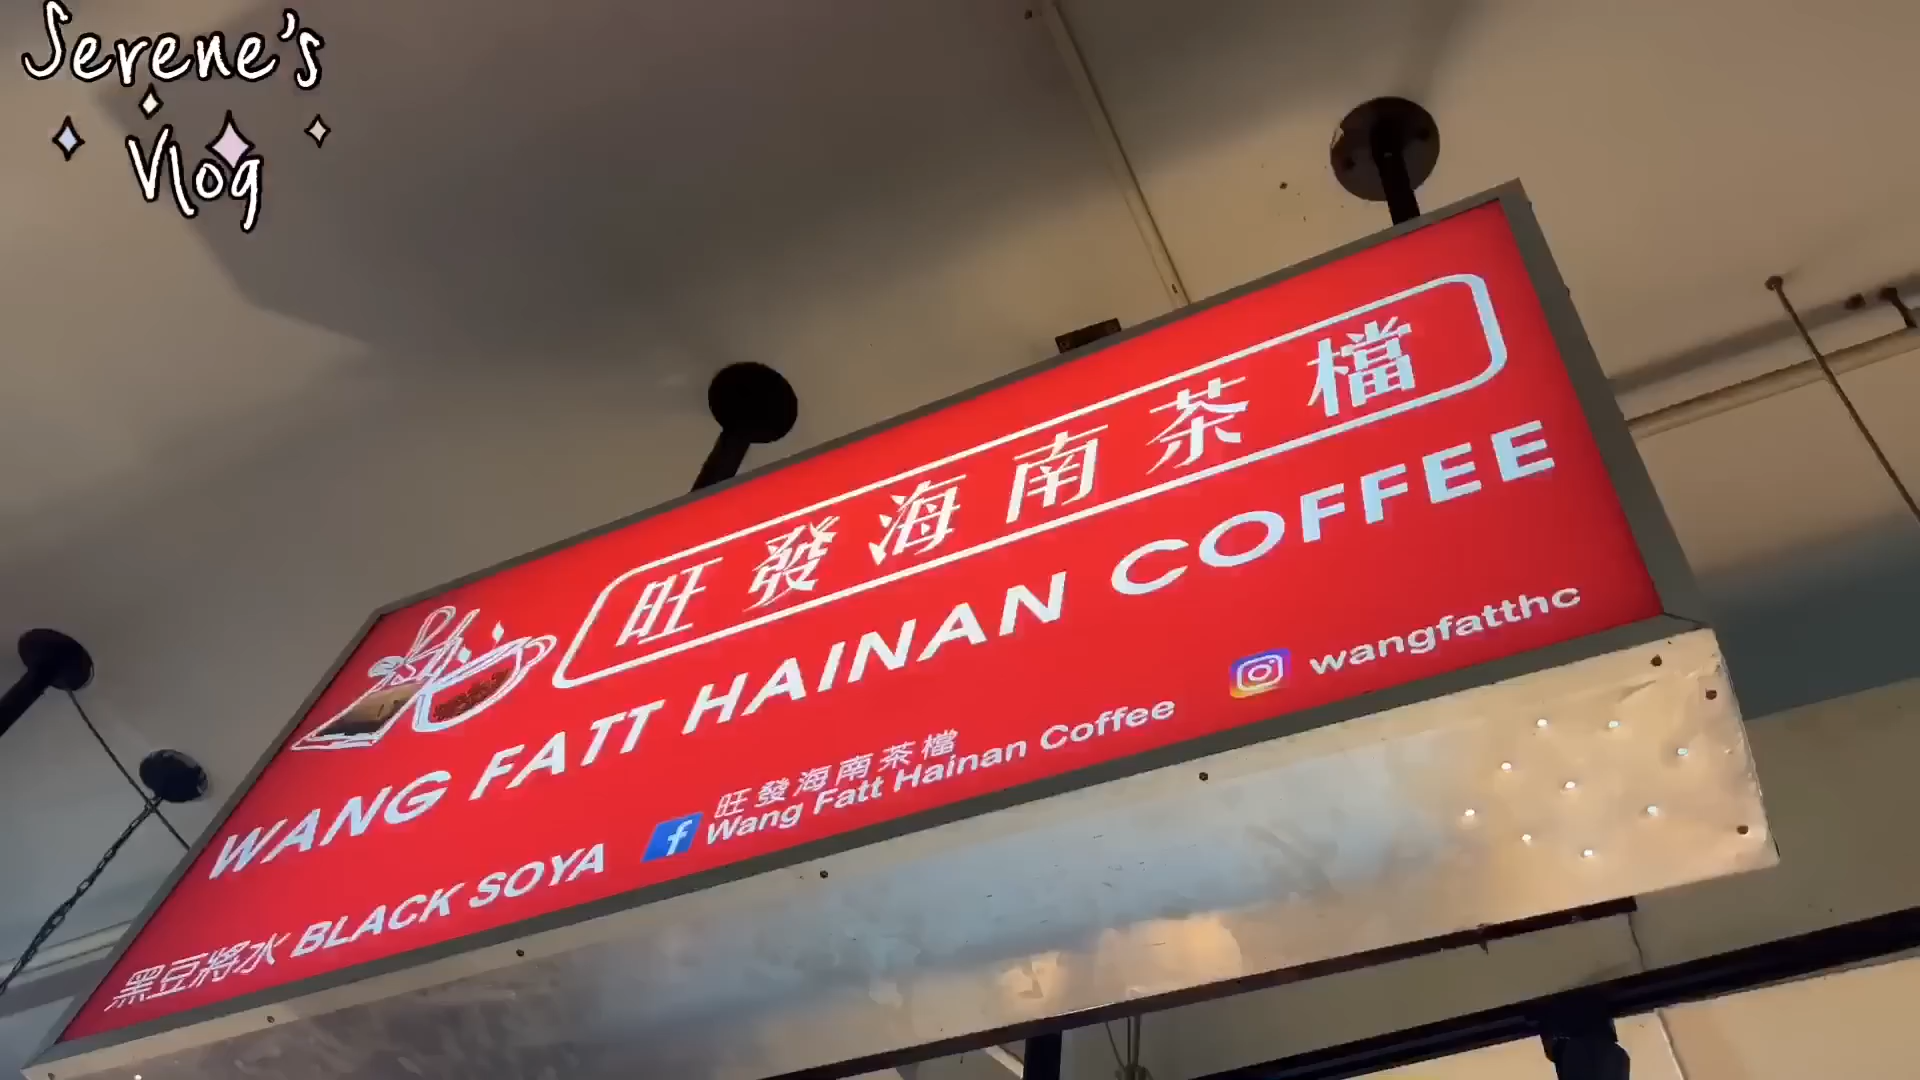 Serene's
Vlog
旺發海南茶檔
WANG FATT HAINAN COFFEE
黑豆將水 BLACK SOYA
旺發海南茶檔
Wang Fatt Hainan Coffee
wangfatthc